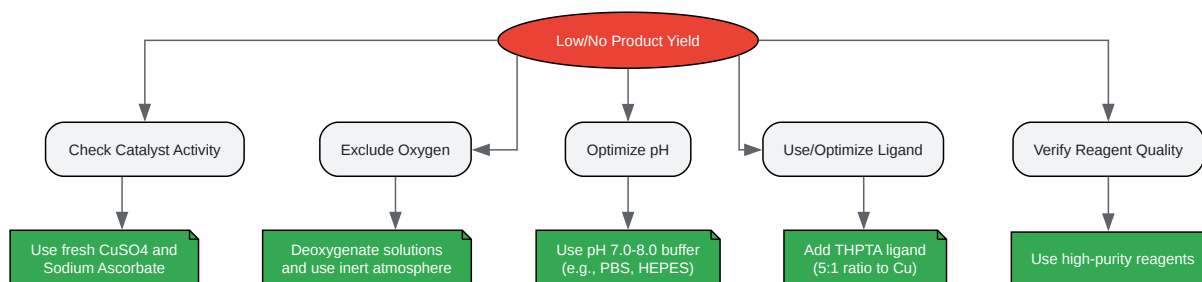 Low/No Product Yield
Check Catalyst Activity
Exclude Oxygen
Optimize pH
Use/Optimize Ligand
Verify Reagent Quality
Use fresh CuSO4 and
Sodium Ascorbate
Deoxygenate solutions
and use inert atmosphere
Use pH 7.0-8.0 buffer
(e.g., PBS, HEPES)
Add THPTA ligand
(5:1 ratio to Cu)
Use high-purity reagents